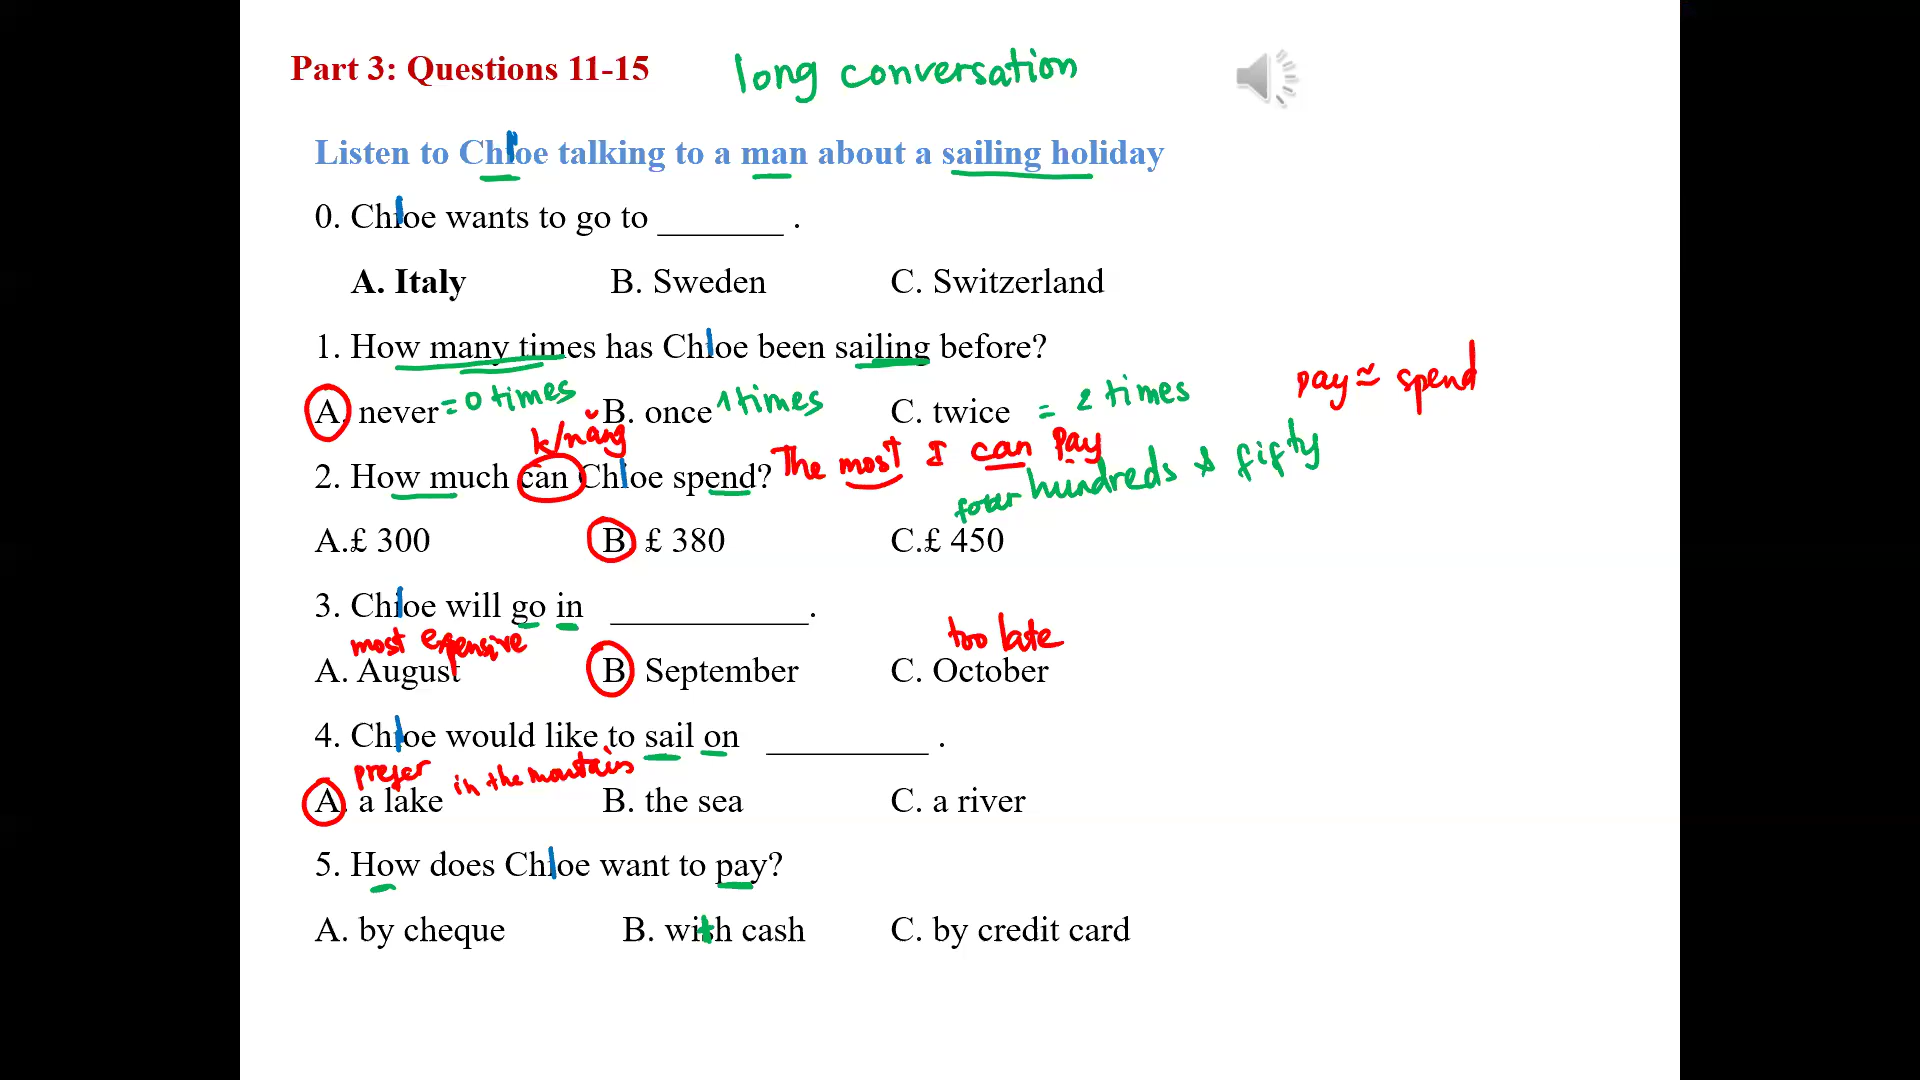 Part 3: Questions 11-15 long conversation
Listen to Chloe talking to a man about a sailing holiday
0. Chloe wants to go to _______ .
A. Italy B. Sweden C. Switzerland
1. How many times has Chloe been sailing before?
pay ≈ spend
A. never = 0 times B. once 1 times C. twice = 2 times
k/năng
The most I can pay
2. How much can Chloe spend? four hundreds & fifty
A.£ 300 B. £ 380 C.£ 450
3. Chloe will go in ___________.
most expensive too late
A. August B. September C. October
4. Chloe would like to sail on _________ .
prefer in the mountains
A. a lake B. the sea C. a river
5. How does Chloe want to pay?
A. by cheque B. with cash C. by credit card